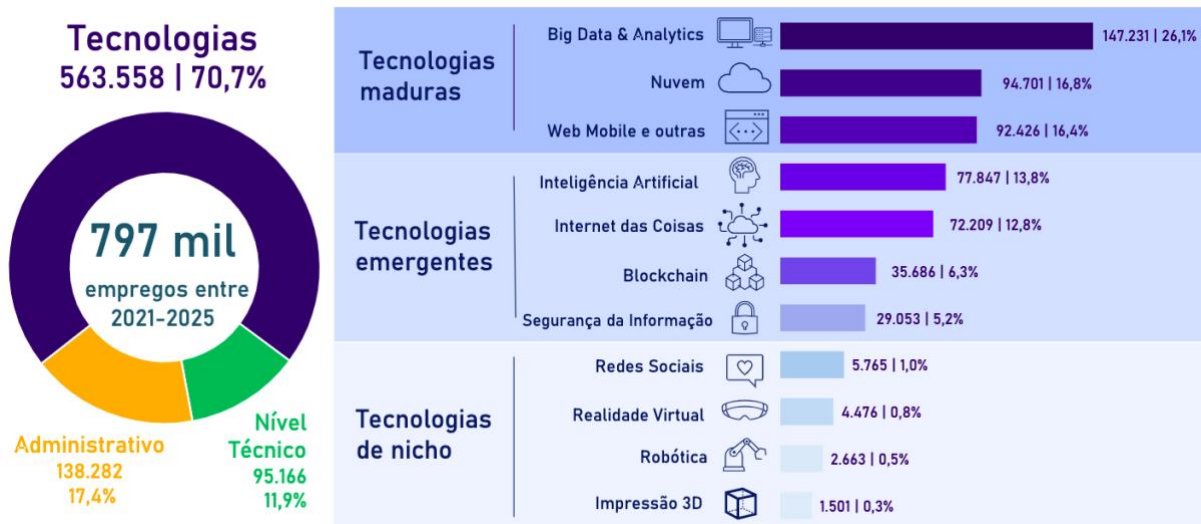 Tecnologias
563.558 | 70,7%
797 mil
empregos entre
2021-2025
Administrativo
138.282
17,4%
Nível
Técnico
95.166
11,9%
Tecnologias
maduras
Big Data & Analytics
147.231 | 26,1%
Nuvem
94.701 | 16,8%
Web Mobile e outras
92.426 | 16,4%
Tecnologias
emergentes
Inteligência Artificial
77.847 | 13,8%
Internet das Coisas
72.209 | 12,8%
Blockchain
35.686 | 6,3%
Segurança da Informação
29.053 | 5,2%
Tecnologias
de nicho
Redes Sociais
5.765 | 1,0%
Realidade Virtual
4.476 | 0,8%
Robótica
2.663 | 0,5%
Impressão 3D
1.501 | 0,3%